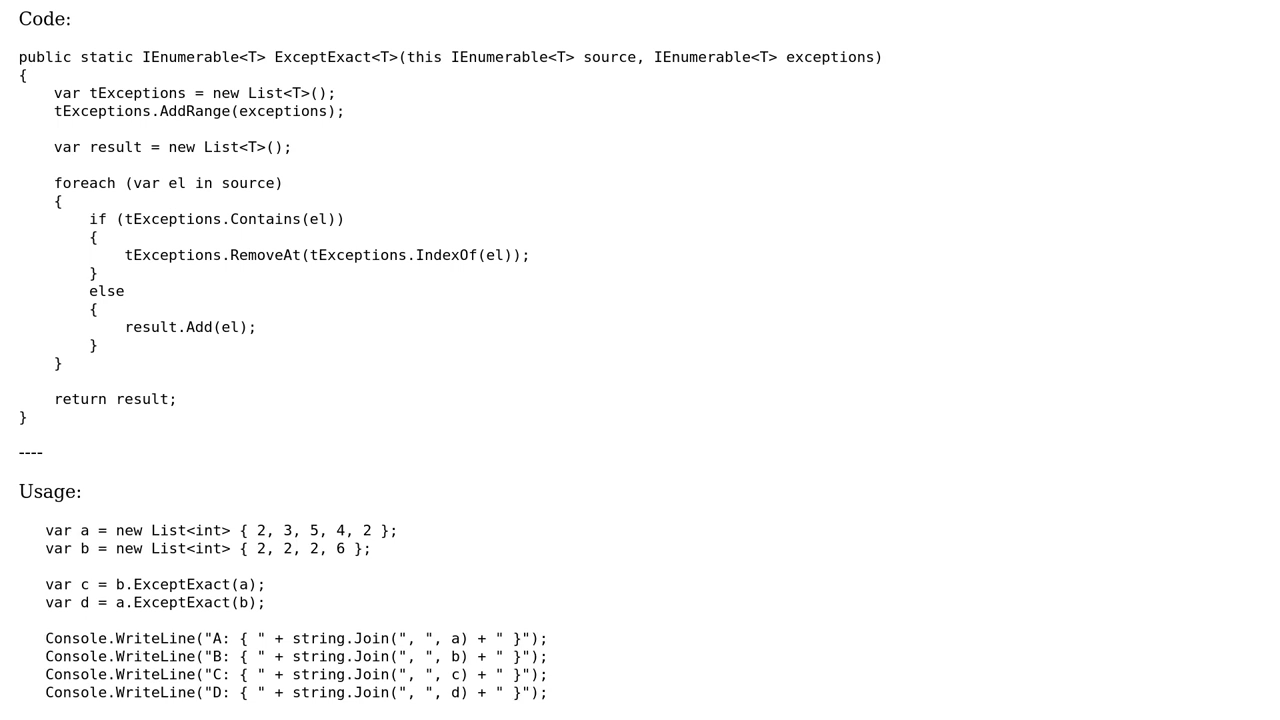 Code:
public static IEnumerable<T> ExceptExact<T>(this IEnumerable<T> source, IEnumerable<T> exceptions)
{
    var tExceptions = new List<T>();
    tExceptions.AddRange(exceptions);

    var result = new List<T>();

    foreach (var el in source)
    {
        if (tExceptions.Contains(el))
        {
            tExceptions.RemoveAt(tExceptions.IndexOf(el));
        }
        else
        {
            result.Add(el);
        }
    }

    return result;
}
----
Usage:
   var a = new List<int> { 2, 3, 5, 4, 2 };
   var b = new List<int> { 2, 2, 2, 6 };

   var c = b.ExceptExact(a);
   var d = a.ExceptExact(b);

   Console.WriteLine("A: { " + string.Join(", ", a) + " }");
   Console.WriteLine("B: { " + string.Join(", ", b) + " }");
   Console.WriteLine("C: { " + string.Join(", ", c) + " }");
   Console.WriteLine("D: { " + string.Join(", ", d) + " }");